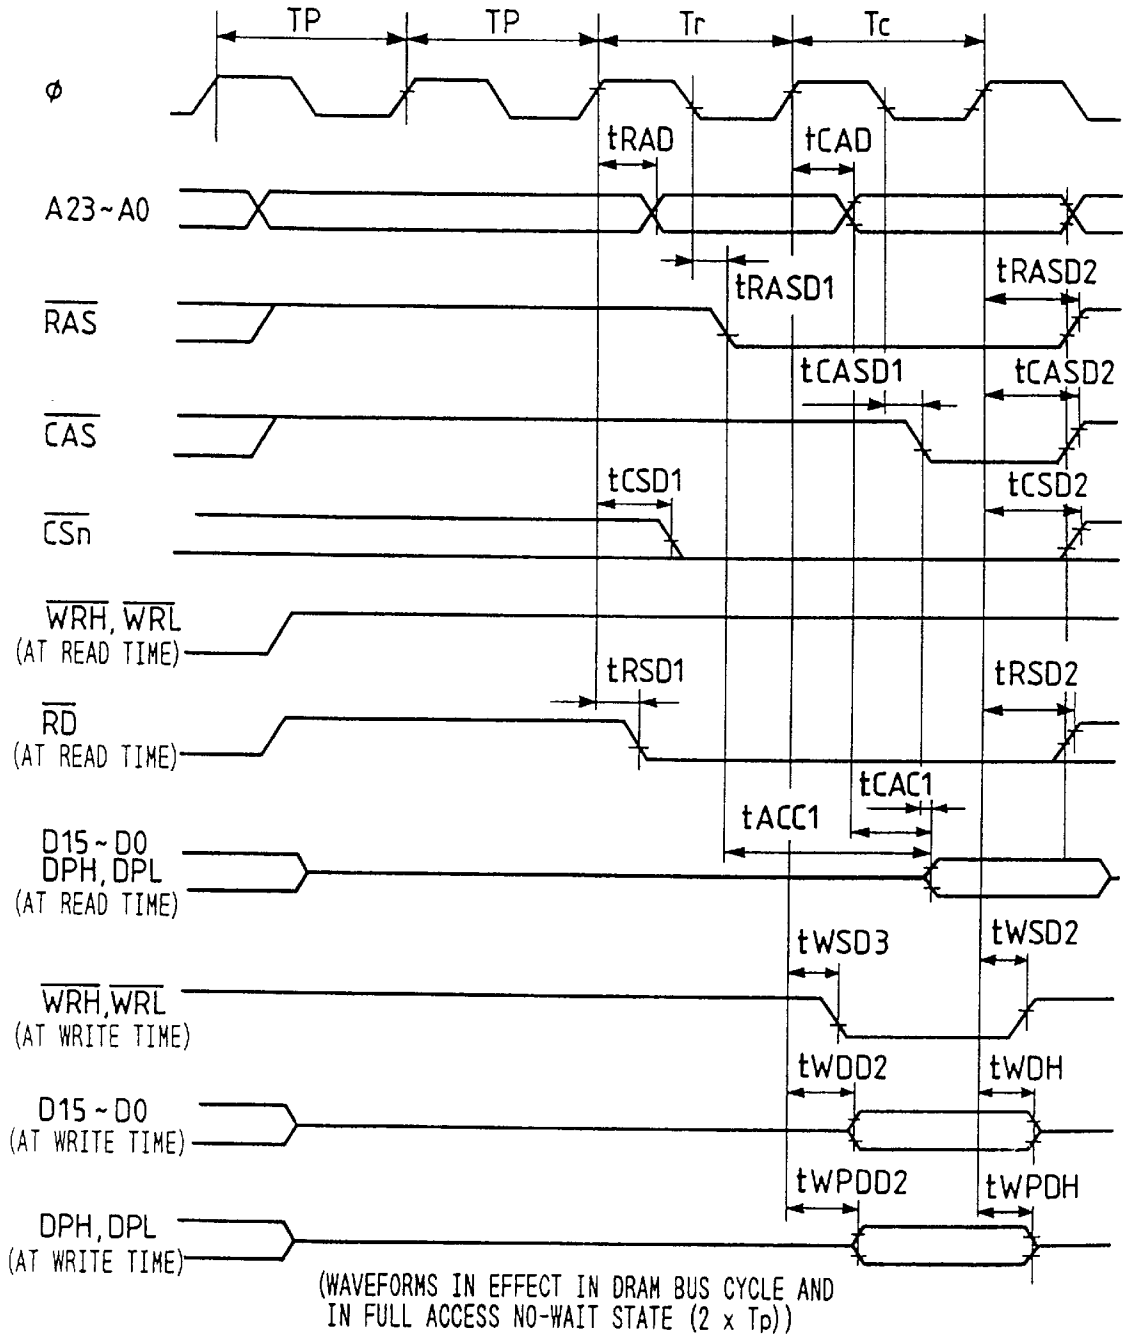 TP TP Tr Tc
ϕ
tRAD tCAD
A23~A0
tRASD1 tRASD2
RAS
tCASD1 tCASD2
CAS
tCSD1 tCSD2
CSn
WRH, WRL
(AT READ TIME)
tRSD1 tRSD2
RD
(AT READ TIME)
tCAC1
tACC1
D15~D0
DPH, DPL
(AT READ TIME)
tWSD3 tWSD2
WRH, WRL
(AT WRITE TIME)
tWDD2 tWDH
D15~D0
(AT WRITE TIME)
tWPDD2 tWPDH
DPH, DPL
(AT WRITE TIME)
(WAVEFORMS IN EFFECT IN DRAM BUS CYCLE AND
IN FULL ACCESS NO-WAIT STATE (2 x Tp))